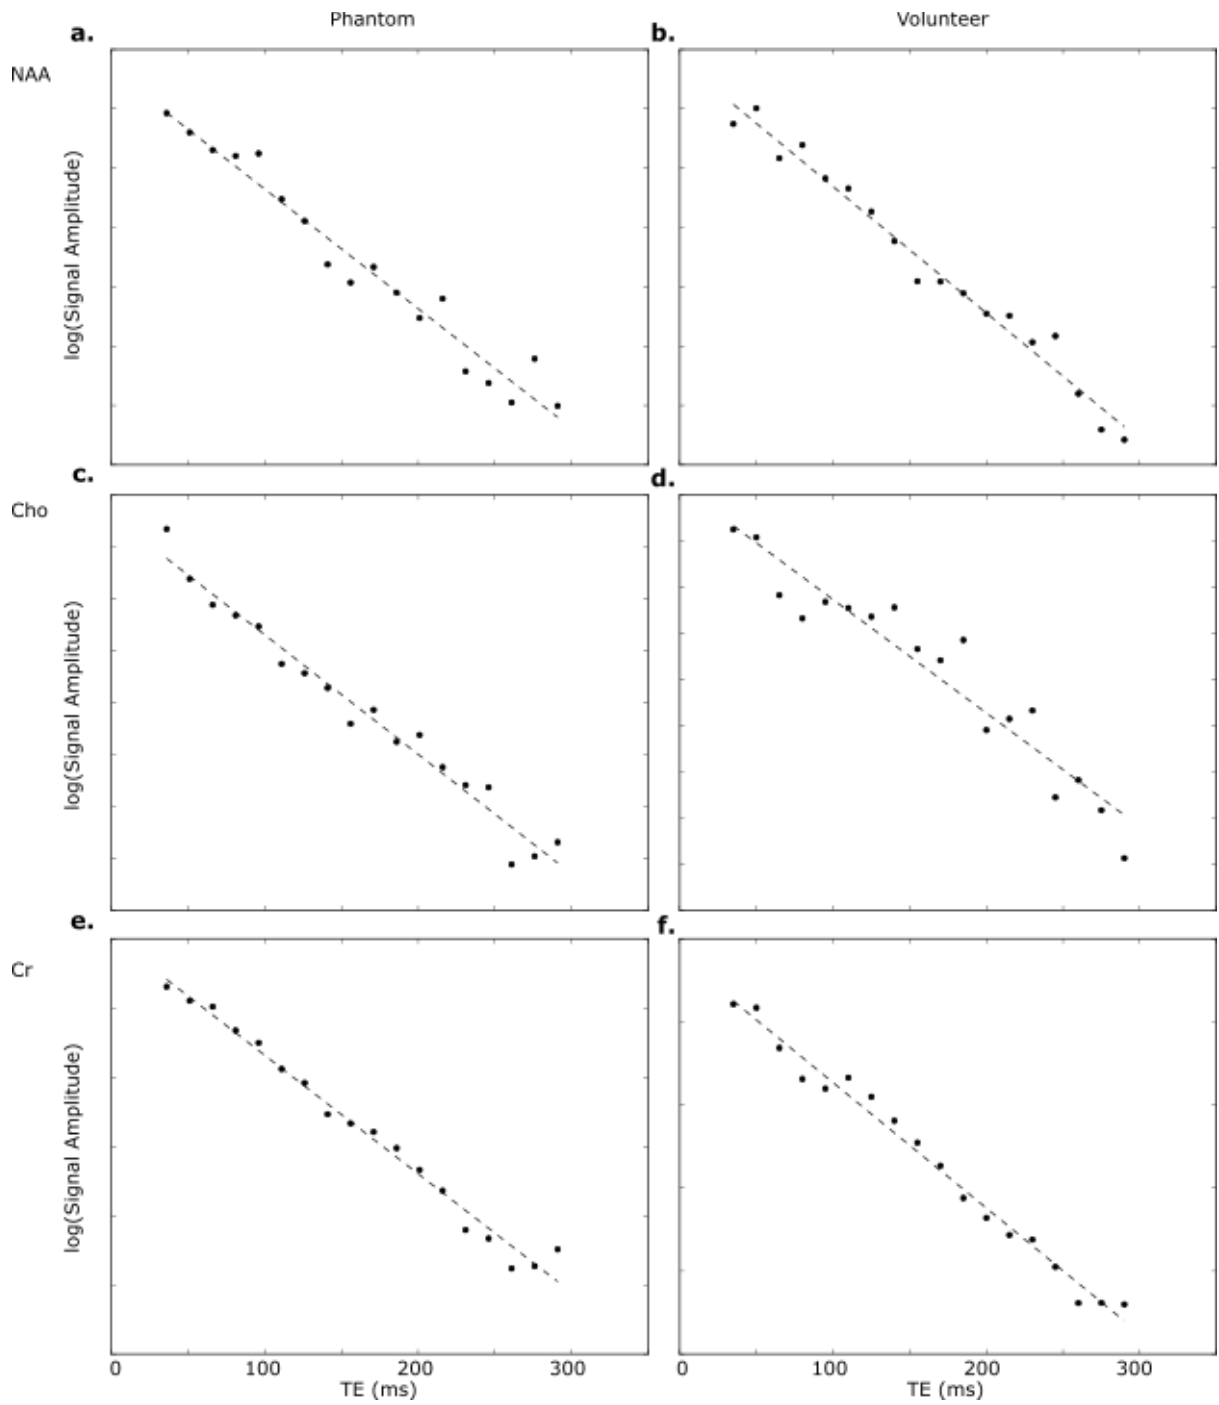 Phantom Volunteer
a. b.
NAA
log(Signal Amplitude)
c. d.
Cho
log(Signal Amplitude)
e. f.
Cr
log(Signal Amplitude)
0 100 200 300 0 100 200 300
TE (ms) TE (ms)